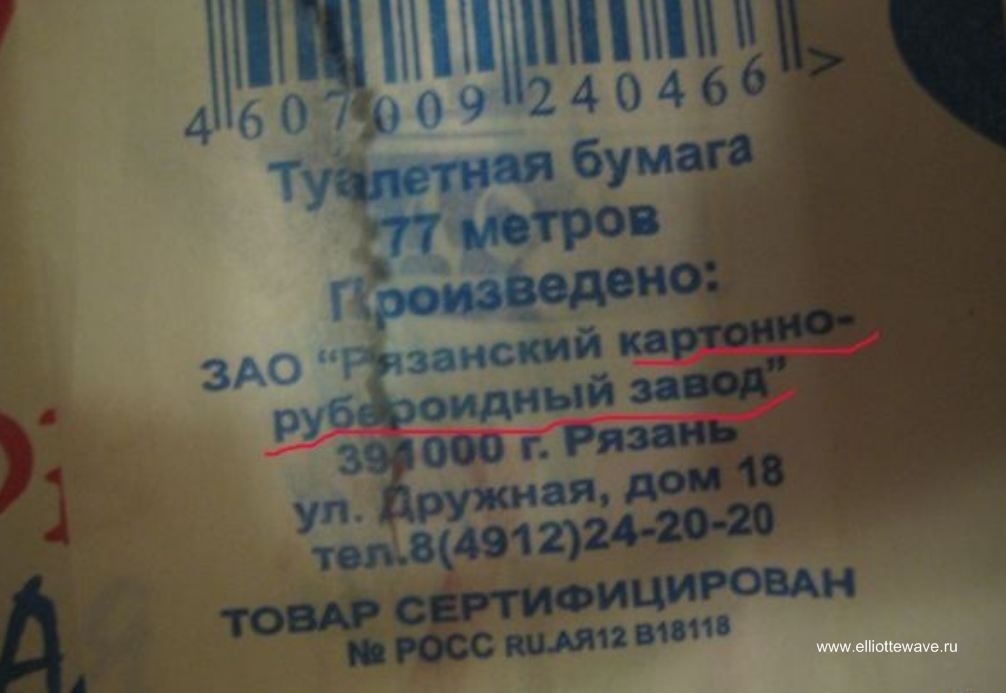 4607009240466 >
Туалетная бумага
77 метров
Произведено:
ЗАО “Рязанский картонно-
рубероидный завод”
391000 г. Рязань
ул. Дружная, дом 18
тел.8(4912)24-20-20
ТОВАР СЕРТИФИЦИРОВАН
№ РОСС RU.АЯ12 В18118
www.elliottewave.ru